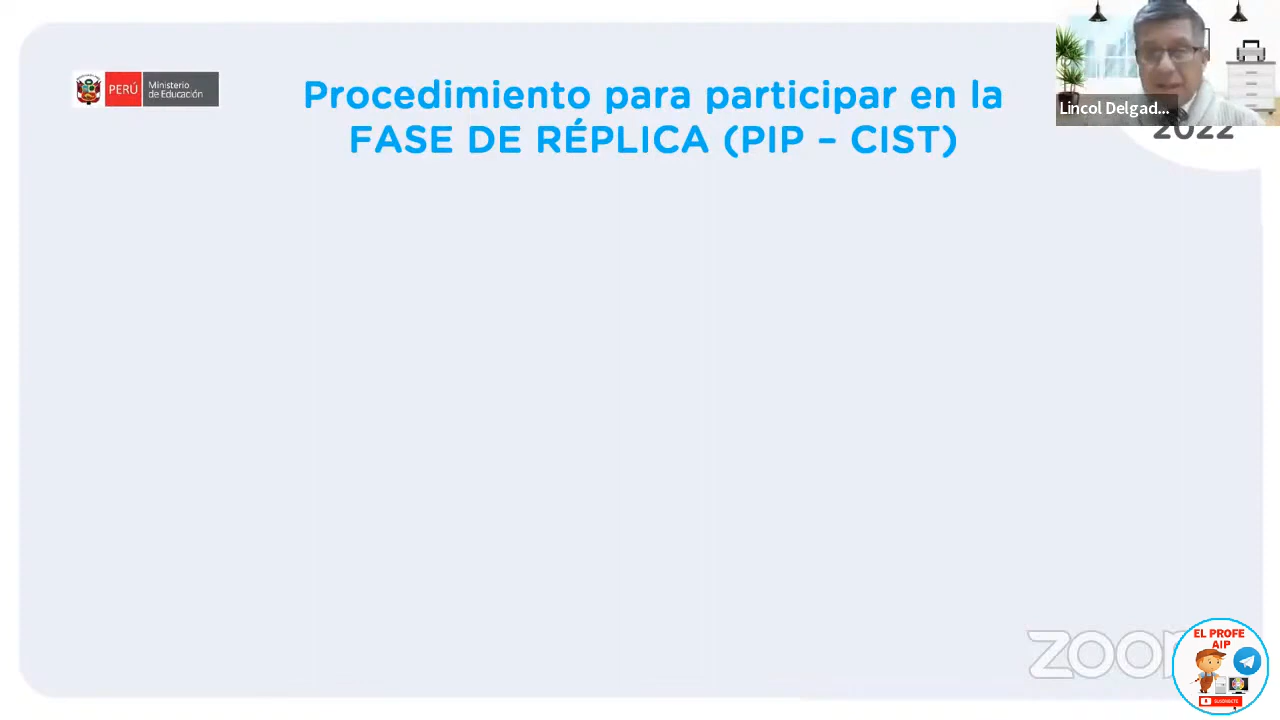 PERÚ
Ministerio
de Educación
Procedimiento para participar en la
FASE DE RÉPLICA (PIP – CIST)
Lincol Delgad...
2022
zoom
EL PROFE
AIP
SUSCRIBETE